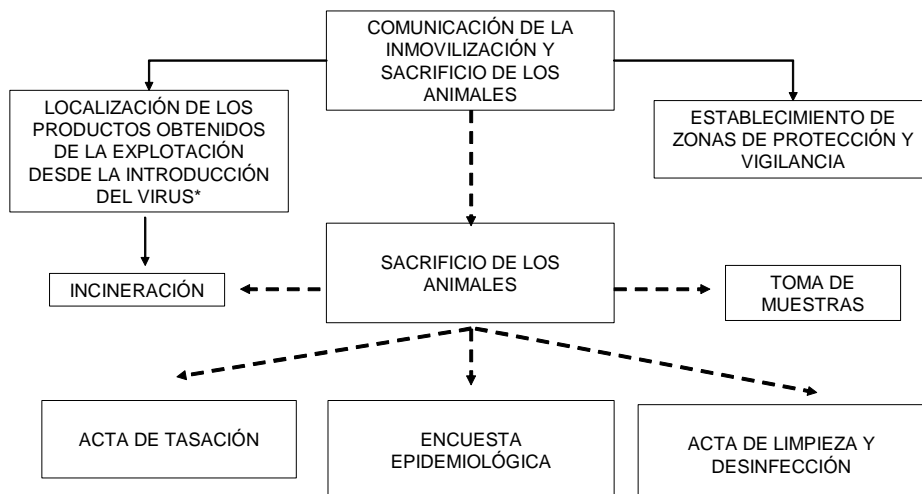 COMUNICACIÓN DE LA
INMOVILIZACIÓN Y
SACRIFICIO DE LOS
ANIMALES
LOCALIZACIÓN DE LOS
PRODUCTOS OBTENIDOS
DE LA EXPLOTACIÓN
DESDE LA INTRODUCCIÓN
DEL VIRUS*
ESTABLECIMIENTO DE
ZONAS DE PROTECCIÓN Y
VIGILANCIA
SACRIFICIO DE LOS
ANIMALES
INCINERACIÓN
TOMA DE
MUESTRAS
ACTA DE TASACIÓN
ENCUESTA
EPIDEMIOLÓGICA
ACTA DE LIMPIEZA Y
DESINFECCIÓN